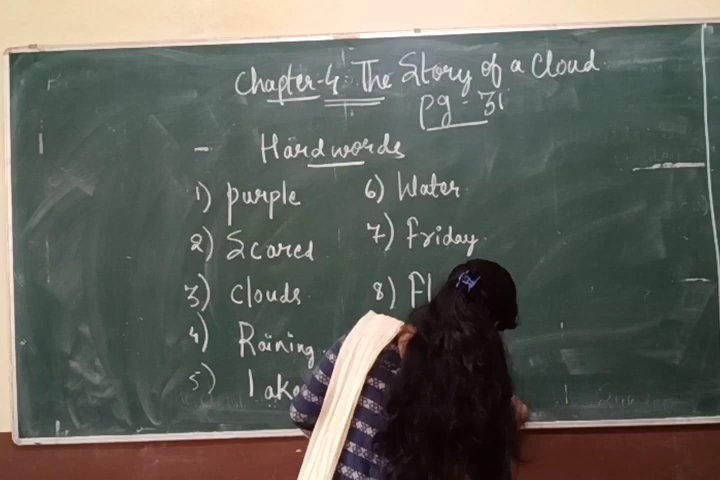 Chapter-4: The Story of a Cloud
pg-31
- Hardwords
1) purple
2) Scared
3) clouds
4) Raining
5) lake
6) Water
7) Friday
8)